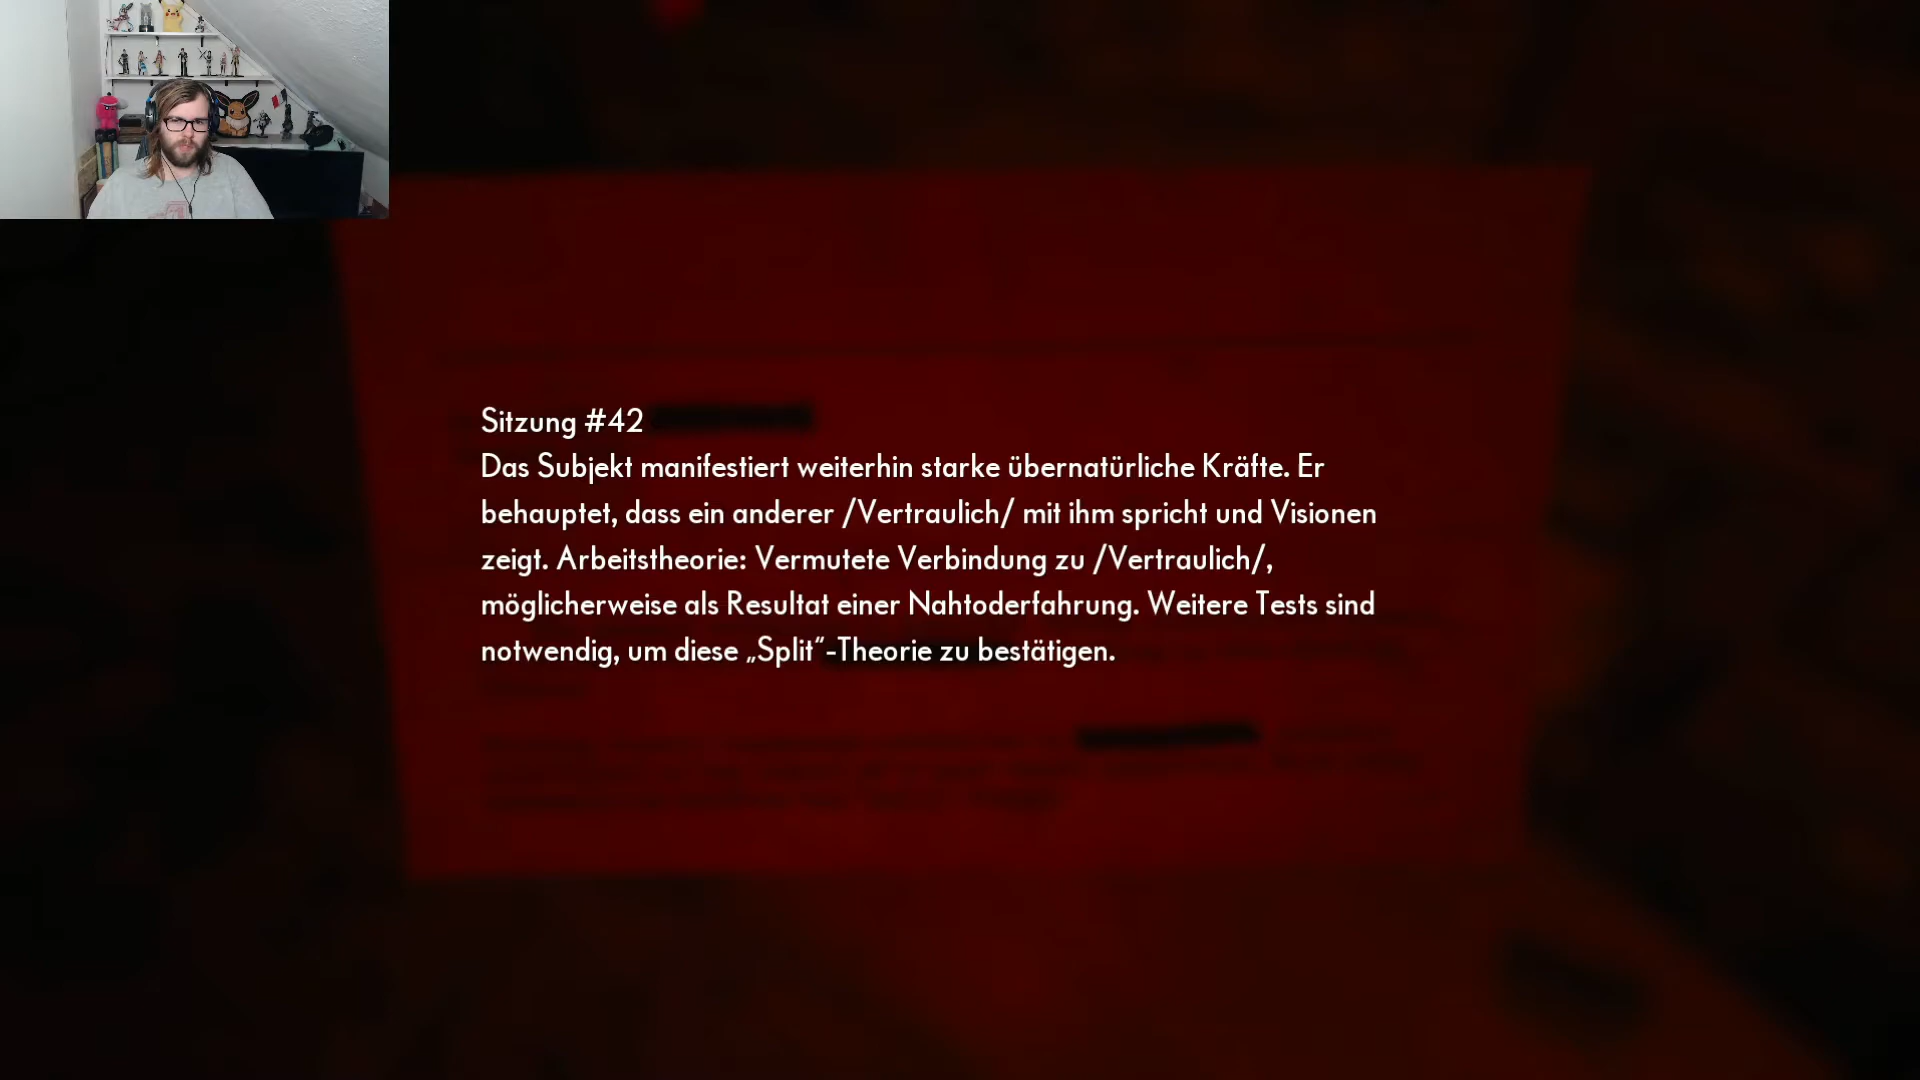 Sitzung #42
Das Subjekt manifestiert weiterhin starke übernatürliche Kräfte. Er
behauptet, dass ein anderer /Vertraulich/ mit ihm spricht und Visionen
zeigt. Arbeitstheorie: Vermutete Verbindung zu /Vertraulich/,
möglicherweise als Resultat einer Nahtoderfahrung. Weitere Tests sind
notwendig, um diese „Split“-Theorie zu bestätigen.